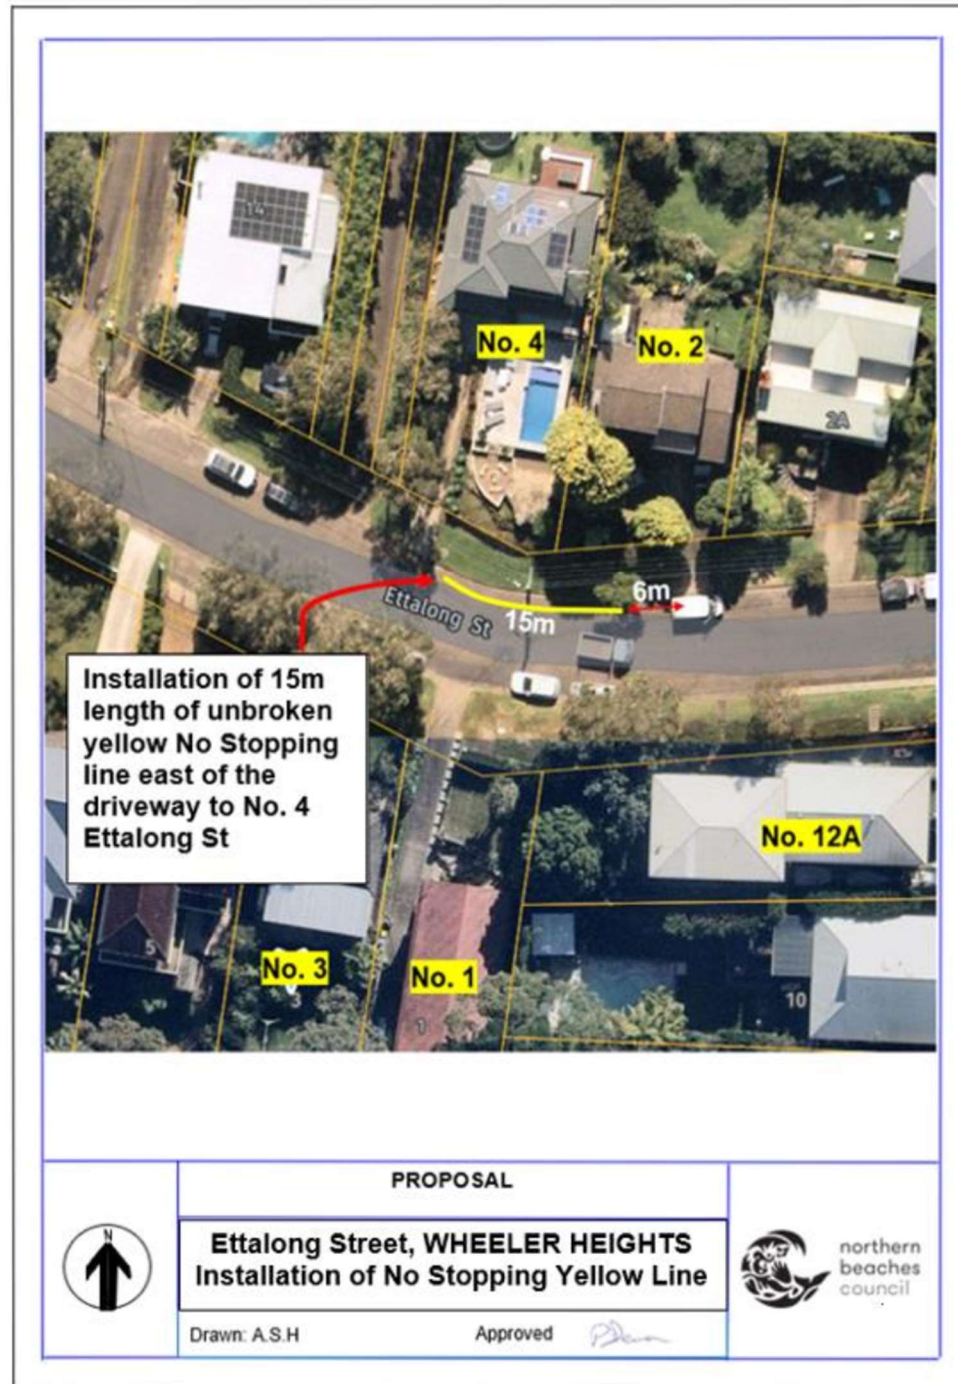 14
No. 4
No. 2
2A
6m
Ettalong St
15m
Installation of 15m
length of unbroken
yellow No Stopping
line east of the
driveway to No. 4
Ettalong St
No. 12A
5
No. 3
No. 1
10
1
PROPOSAL
N
Ettalong Street, WHEELER HEIGHTS
Installation of No Stopping Yellow Line
northern
beaches
council
Drawn: A.S.H
Approved